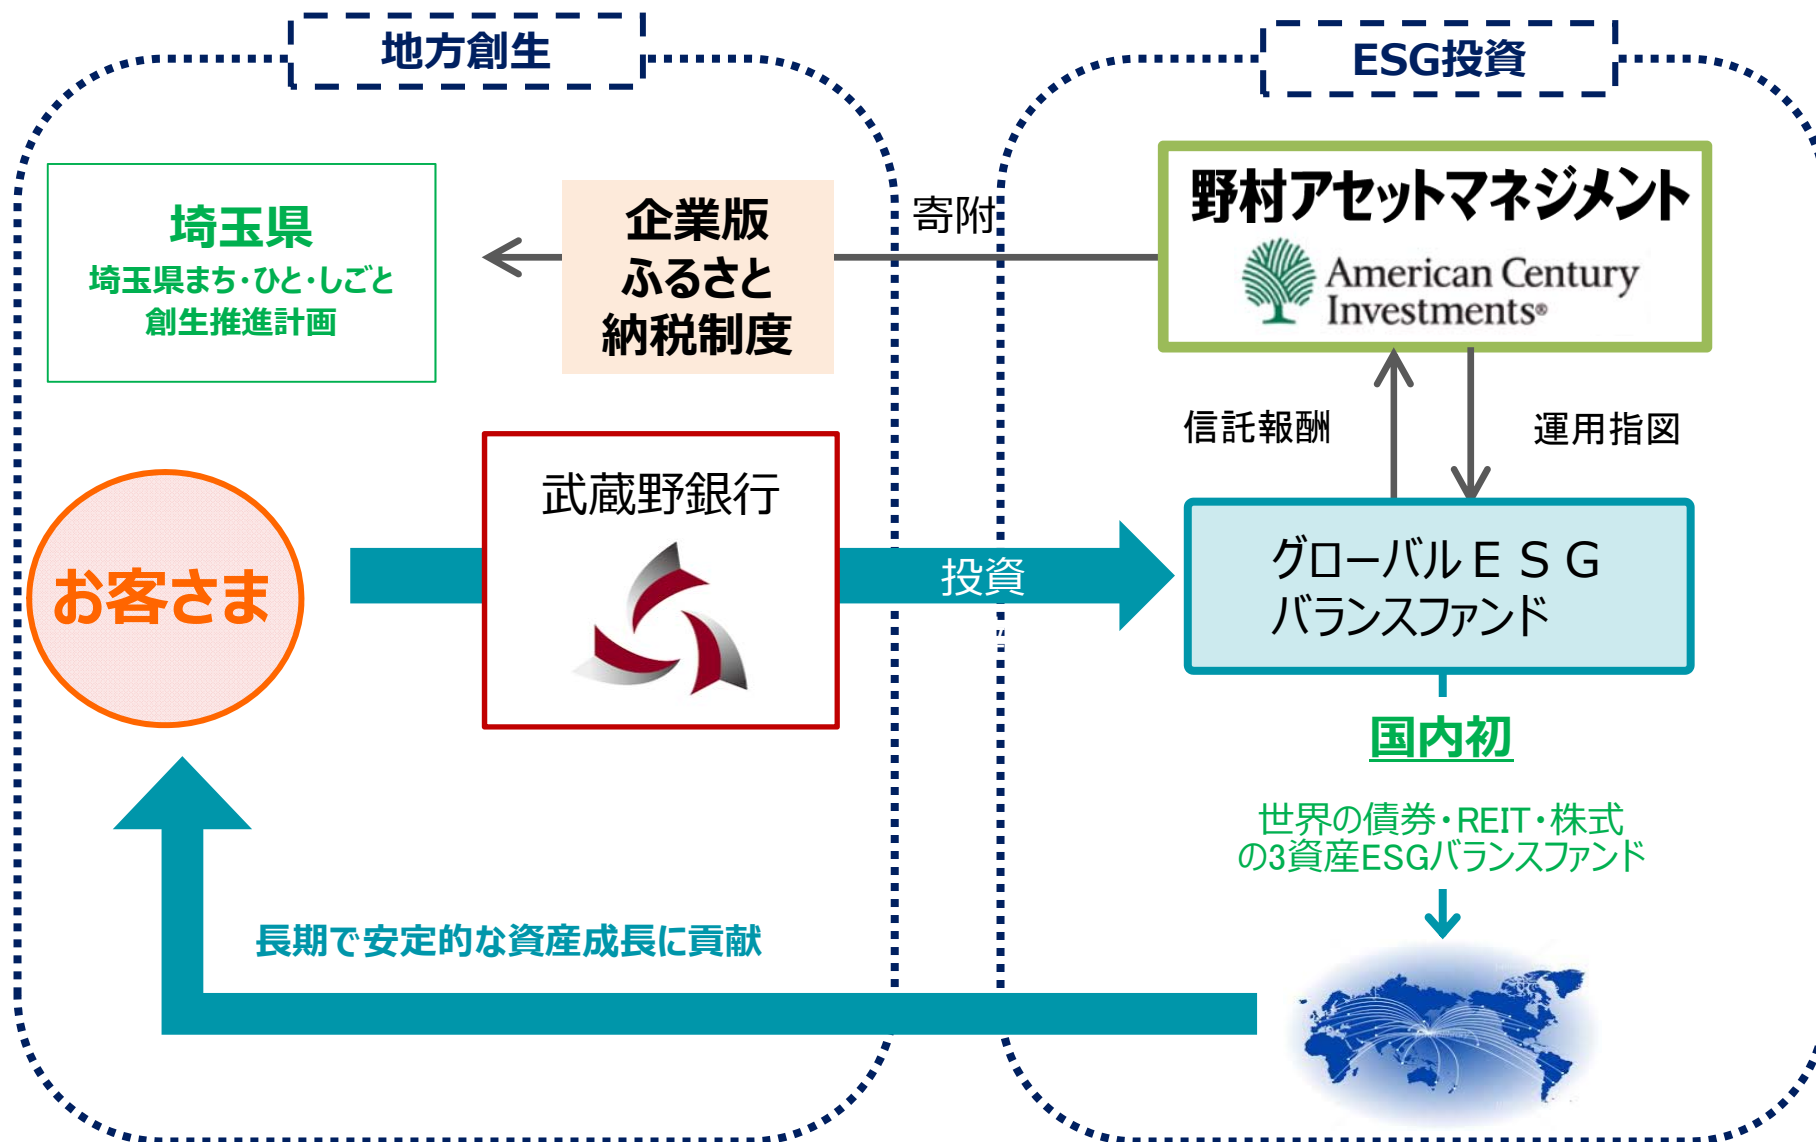 地方創生
ESG投資
埼玉県
埼玉県まち・ひと・しごと
創生推進計画
企業版
ふるさと
納税制度
寄附
野村アセットマネジメント
American Century
Investments®
信託報酬
運用指図
お客さま
武蔵野銀行
投資
グローバルＥＳＧ
バランスファンド
国内初
世界の債券・REIT・株式
の3資産ESGバランスファンド
長期で安定的な資産成長に貢献